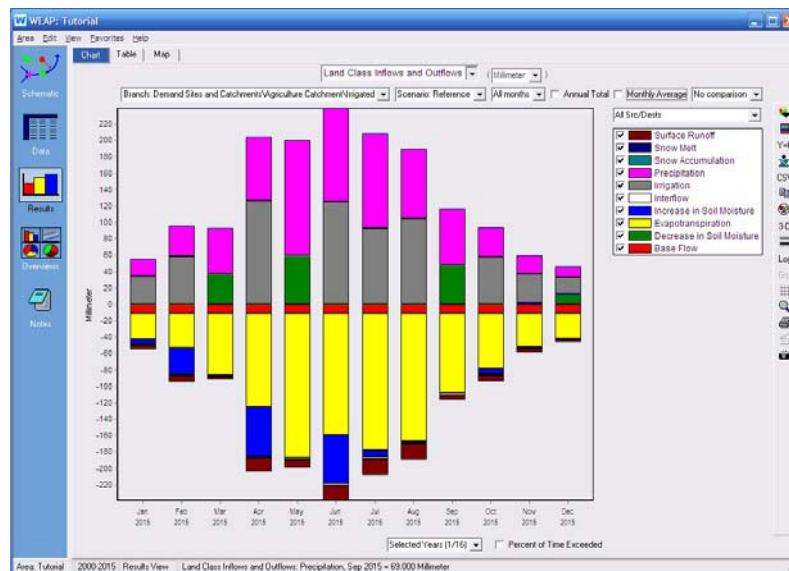 WEAP: Tutorial
Area Edit View Favorites Help
Chart Table Map
Land Class Inflows and Outflows (Millimeter)
Branch: Demand Sites and Catchments\Agriculture Catchment\Irrigated Scenario: Reference All months Annual Total Monthly Average No comparison
All Src/Dests
Surface Runoff
Snow Melt
Snow Accumulation
Precipitation
Irrigation
Interflow
Increase in Soil Moisture
Evapotranspiration
Decrease in Soil Moisture
Base Flow
Schematic
Data
Results
Overviews
Notes
Millimeter
220
200
180
160
140
120
100
80
60
40
20
0
-20
-40
-60
-80
-100
-120
-140
-160
-180
-200
-220
Jan Feb Mar Apr May Jun Jul Aug Sep Oct Nov Dec
2015 2015 2015 2015 2015 2015 2015 2015 2015 2015 2015 2015
CSV
3-D
Log
Selected Years (1/16) Percent of Time Exceeded
Area: Tutorial 2000-2015 Results View Land Class Inflows and Outflows: Precipitation, Sep 2015 = 69.000 Millimeter